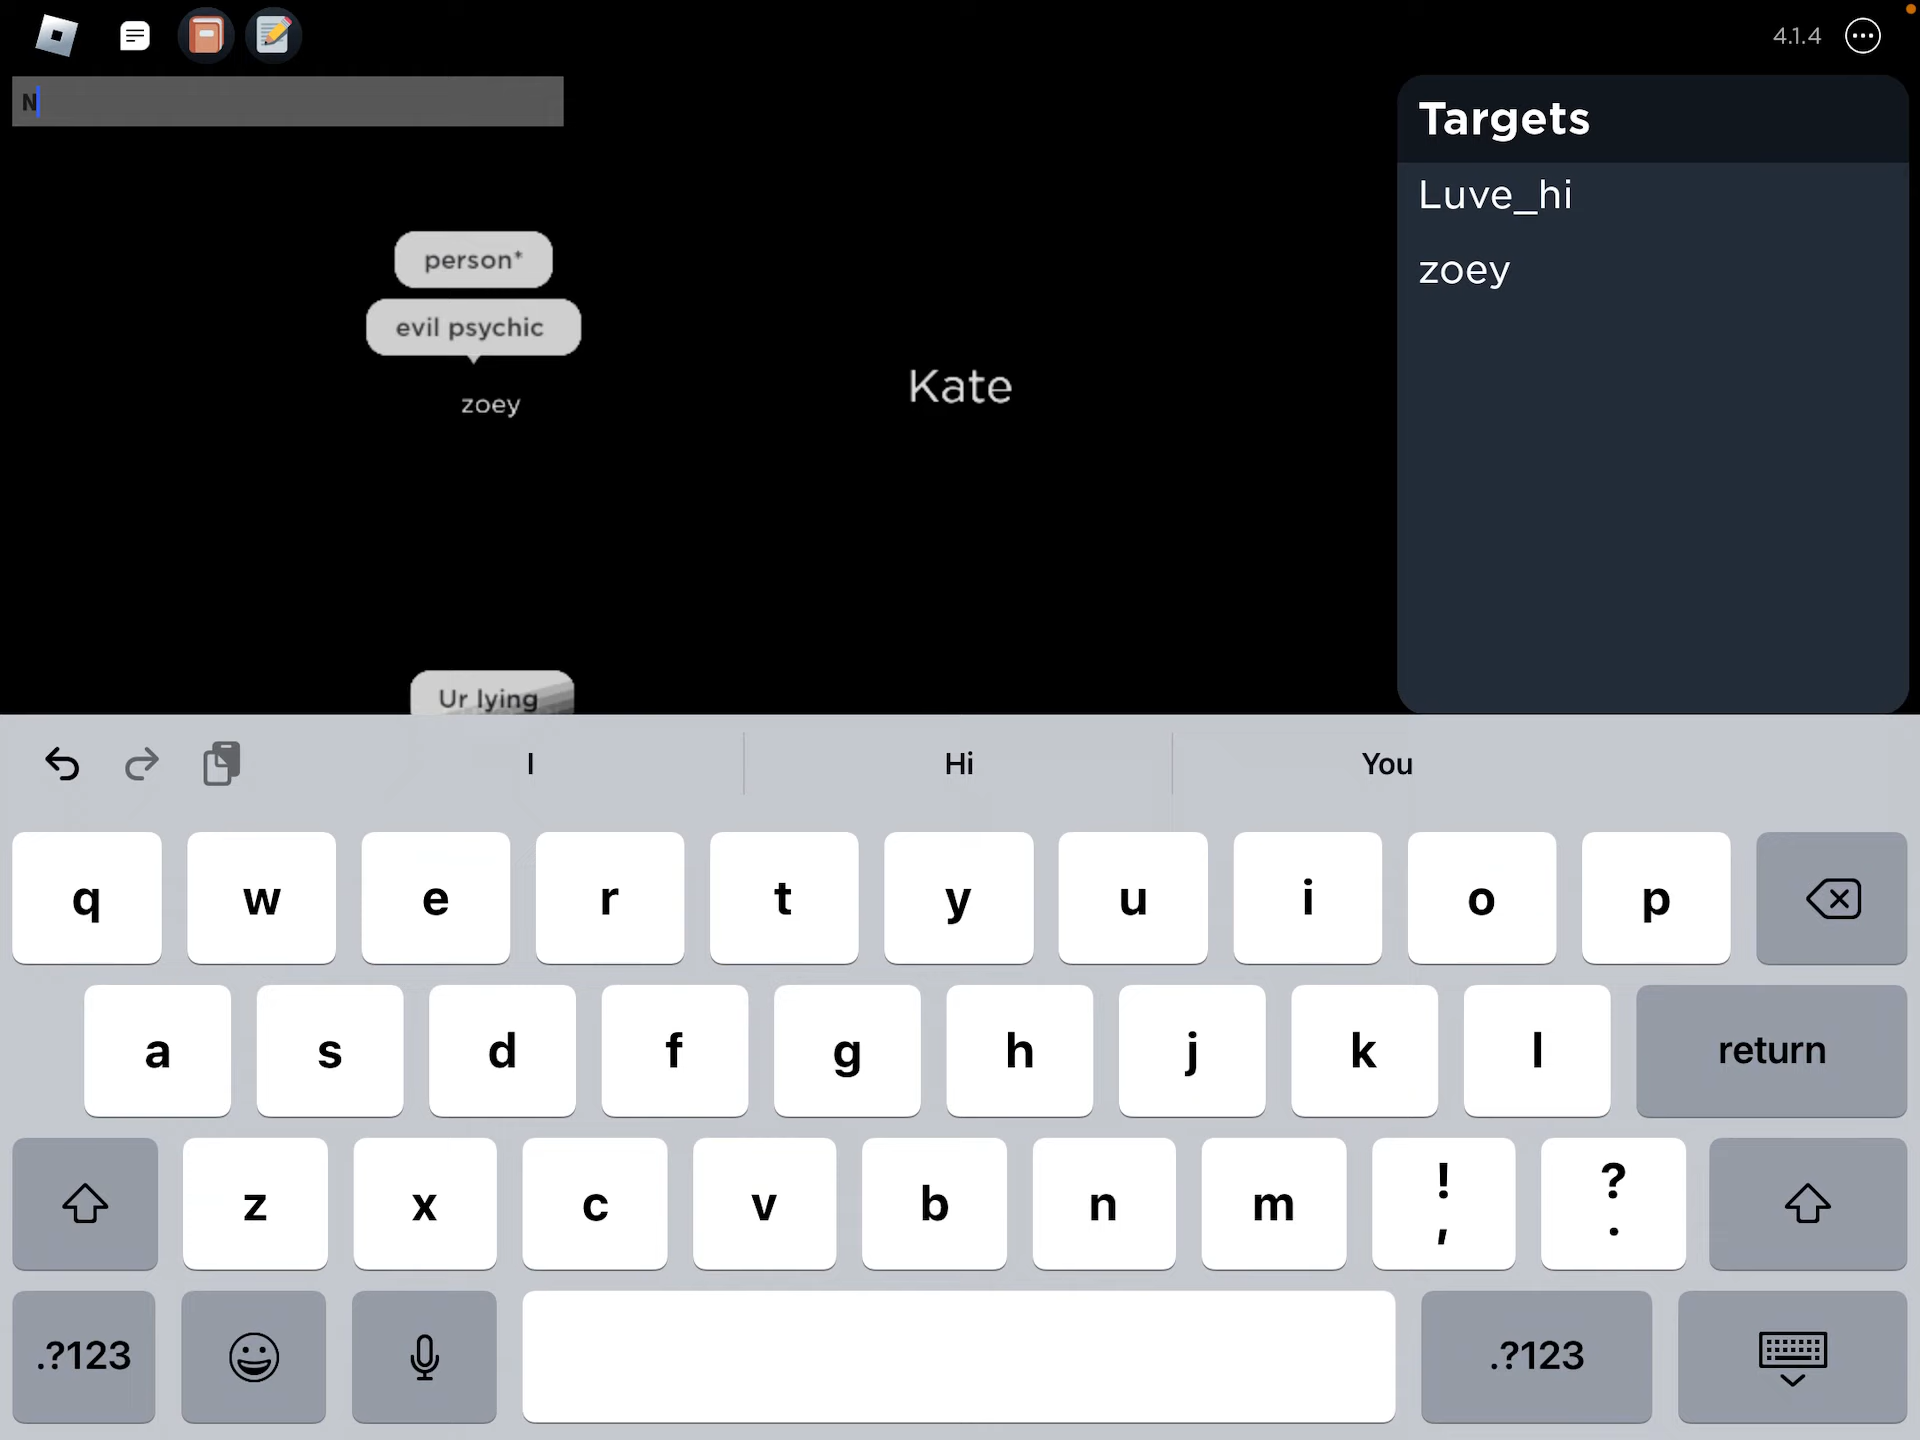 4.1.4
N
Targets
Luve_hi
zoey
person*
evil psychic
zoey
Kate
Ur lying
I Hi You
q w e r t y u i o p
a s d f g h j k l return
z x c v b n m ! , ? .
.?123 .?123